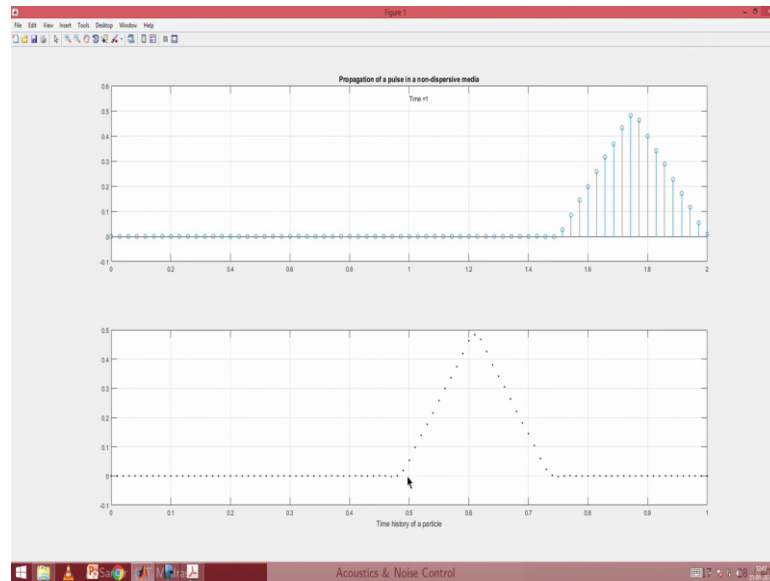 Figure 1
File Edit View Insert Tools Desktop Window Help
Propagation of a pulse in a non-dispersive media
Time =1
0.6
0.5
0.4
0.3
0.2
0.1
0
-0.1
0 0.2 0.4 0.6 0.8 1 1.2 1.4 1.6 1.8 2
0.5
0.4
0.3
0.2
0.1
0
-0.1
0 0.1 0.2 0.3 0.4 0.5 0.6 0.7 0.8 0.9 1
Time history of a particle
Acoustics & Noise Control